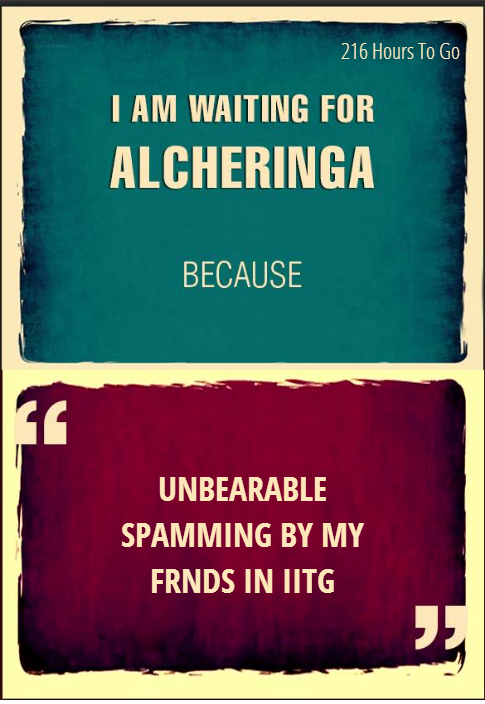 216 Hours To Go
I AM WAITING FOR
ALCHERINGA
BECAUSE
“
UNBEARABLE
SPAMMING BY MY
FRNDS IN IITG
”